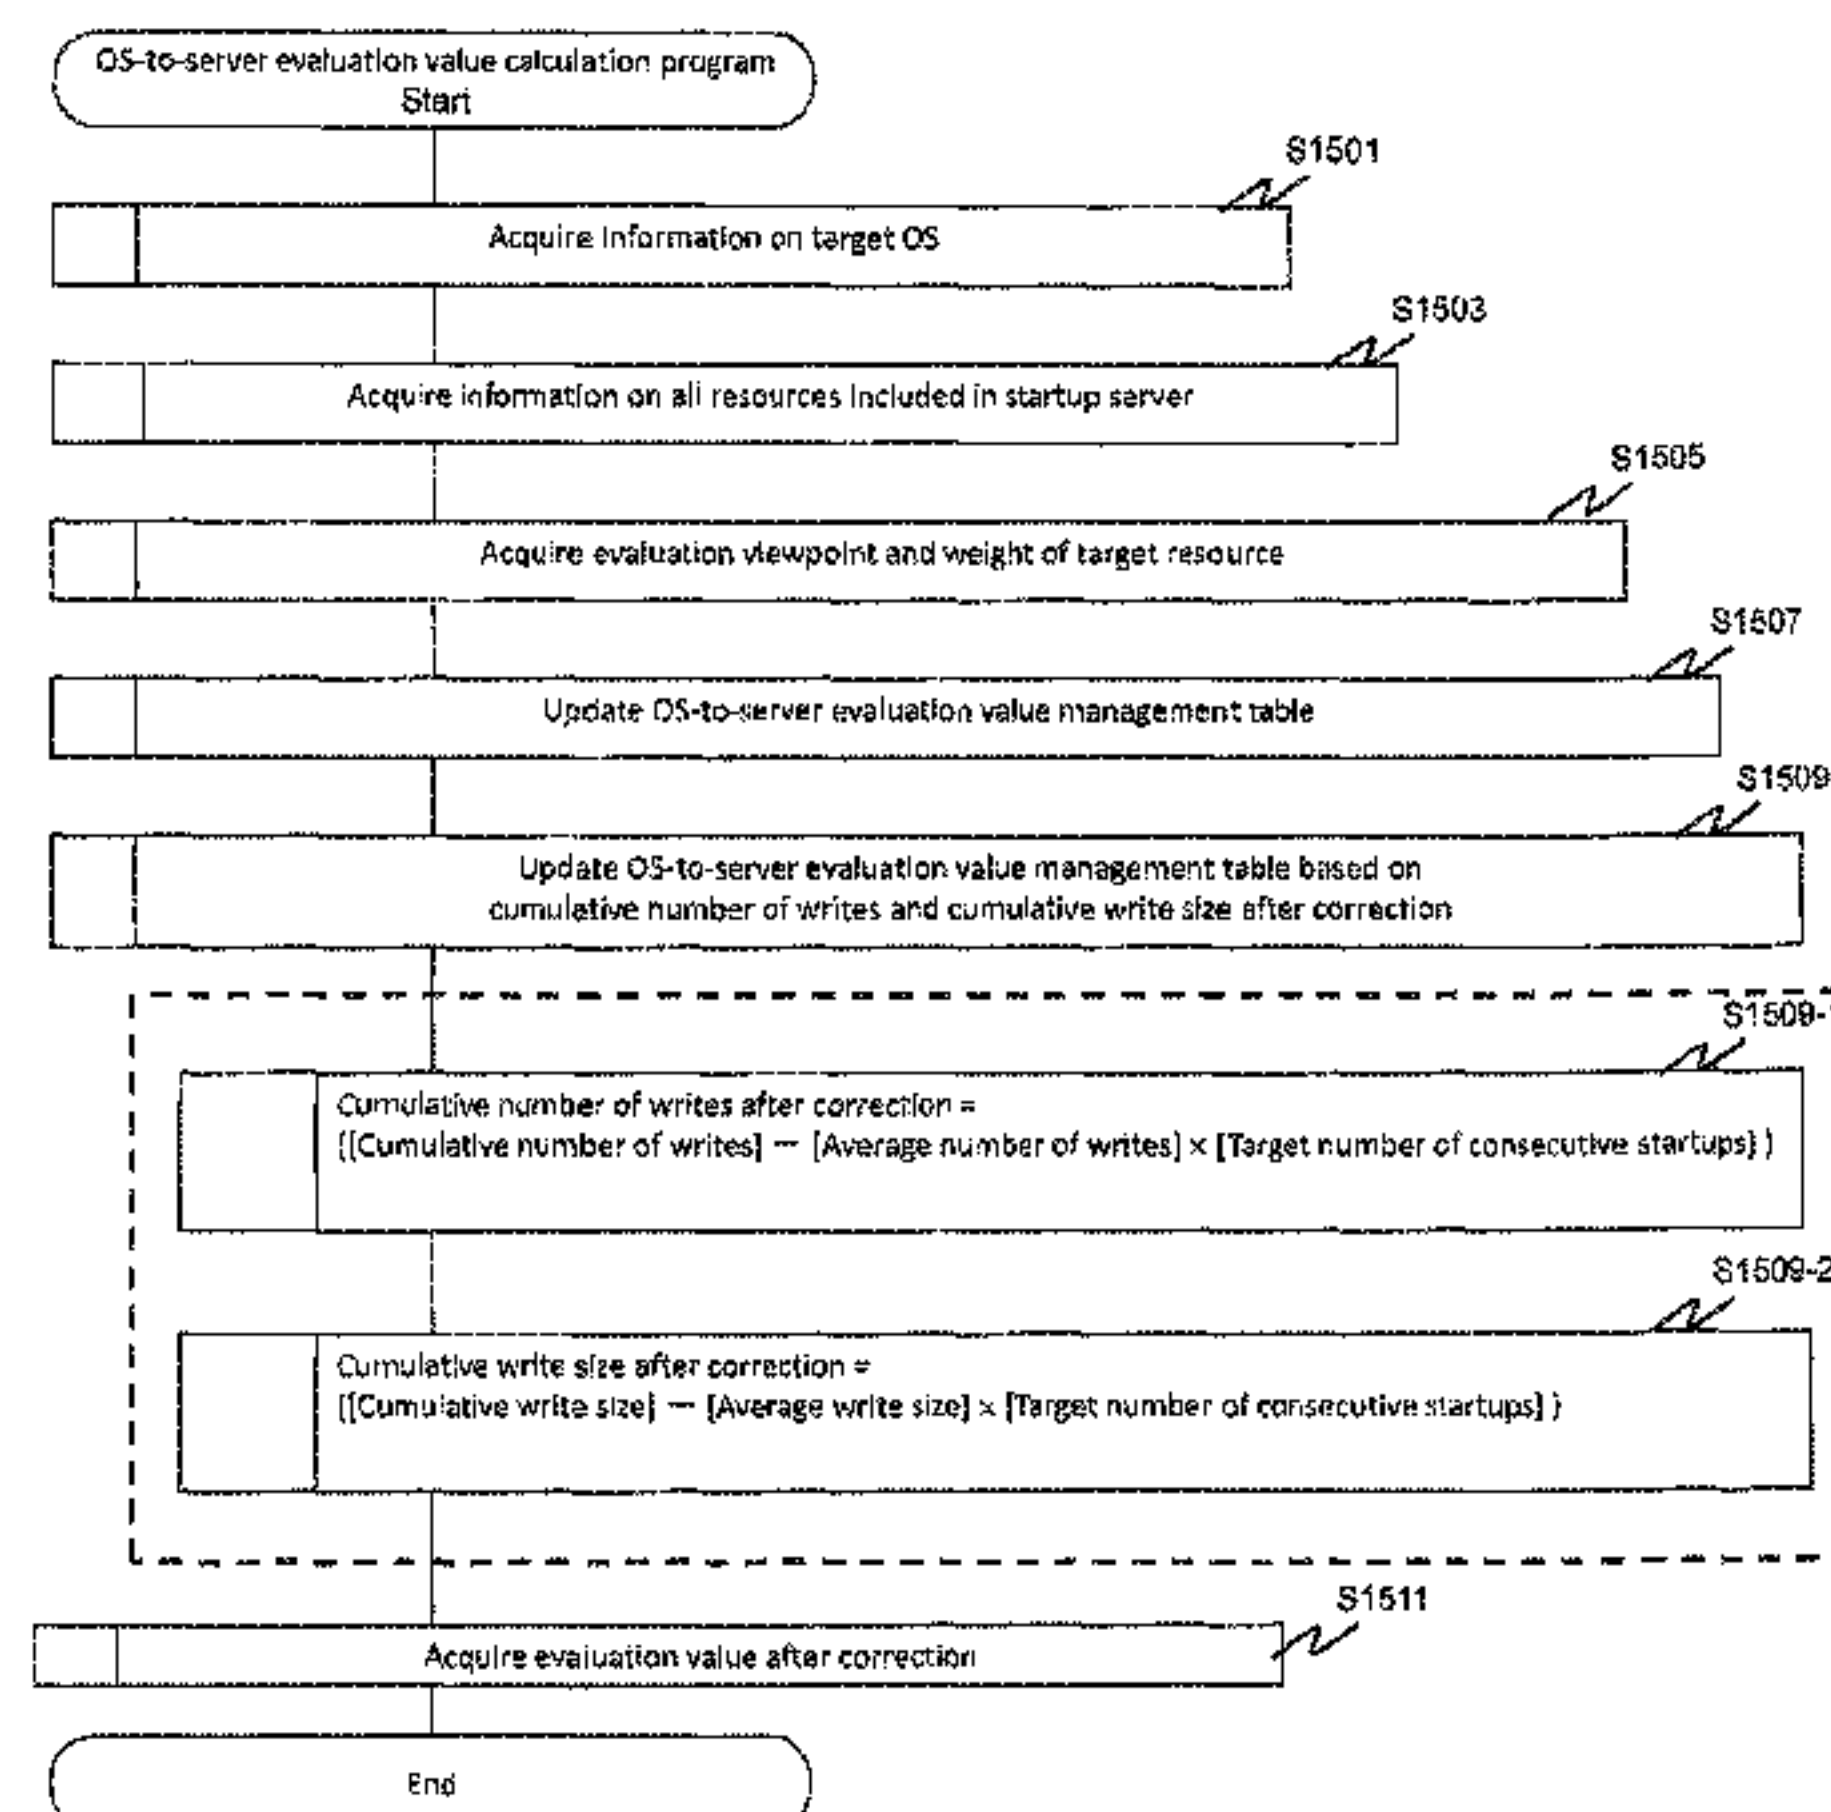 OS-to-server evaluation value calculation program
Start
S1501
Acquire information on target OS
S1503
Acquire information on all resources included in startup server
S1505
Acquire evaluation viewpoint and weight of target resource
S1507
Update OS-to-server evaluation value management table
S1509
Update OS-to-server evaluation value management table based on
cumulative number of writes and cumulative write size after correction
S1509-1
Cumulative number of writes after correction =
([Cumulative number of writes] − [Average number of writes] × [Target number of consecutive startups] )
S1509-2
Cumulative write size after correction =
([Cumulative write size] − [Average write size] × [Target number of consecutive startups] )
S1511
Acquire evaluation value after correction
End